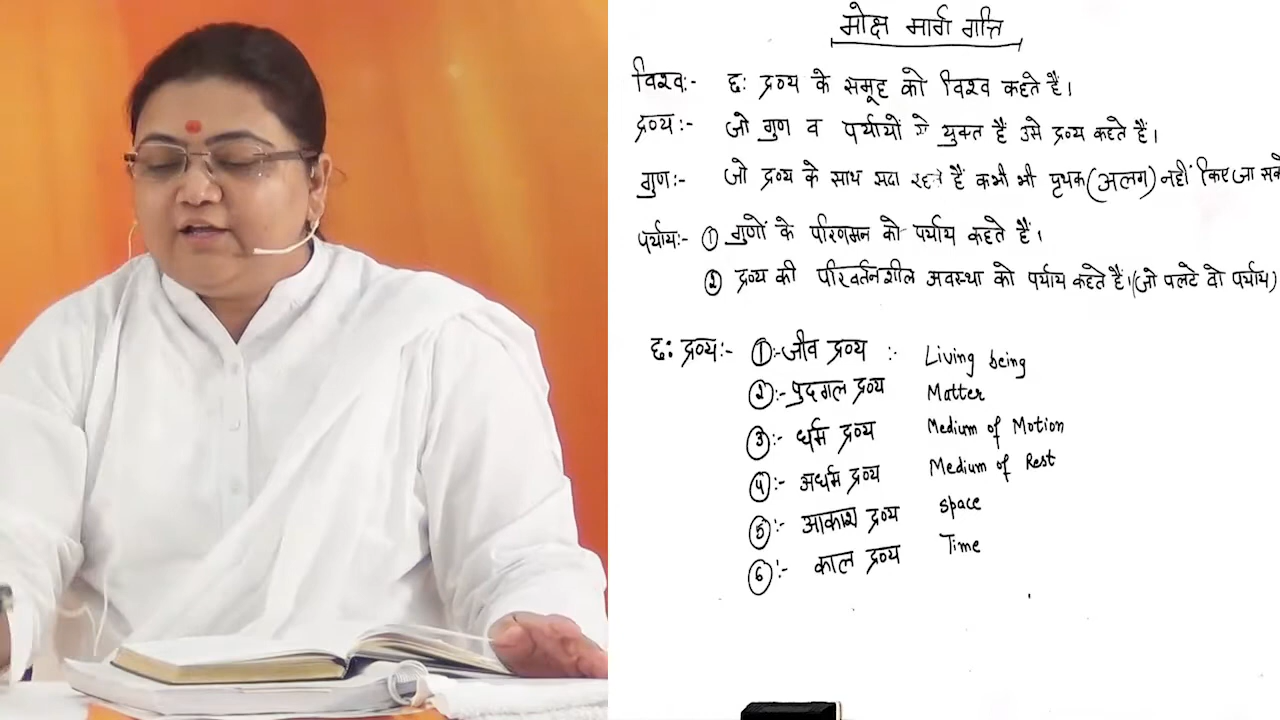 मोक्ष मार्ग गति
विश्व:- छ: द्रव्य के समूह को विश्व कहते हैं।
द्रव्य:- जो गुण व पर्यायों से युक्त है उसे द्रव्य कहते हैं।
गुण:- जो द्रव्य के साथ सदा रहते हैं कभी भी पृथक (अलग) नहीं किए जा सके
पर्याय:- ① गुणों के परिणमन को पर्याय कहते हैं।
② द्रव्य की परिवर्तनशील अवस्था को पर्याय कहते हैं। (जो पलटे वो पर्याय)
छ: द्रव्य:- ①:- जीव द्रव्य :- Living being
②:- पुदगल द्रव्य Matter
③:- धर्म द्रव्य Medium of Motion
④:- अधर्म द्रव्य Medium of Rest
⑤:- आकाश द्रव्य space
⑥:- काल द्रव्य Time